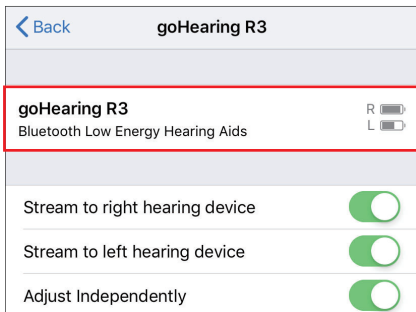 Back
goHearing R3
goHearing R3
R
Bluetooth Low Energy Hearing Aids
L
Stream to right hearing device
Stream to left hearing device
Adjust Independently